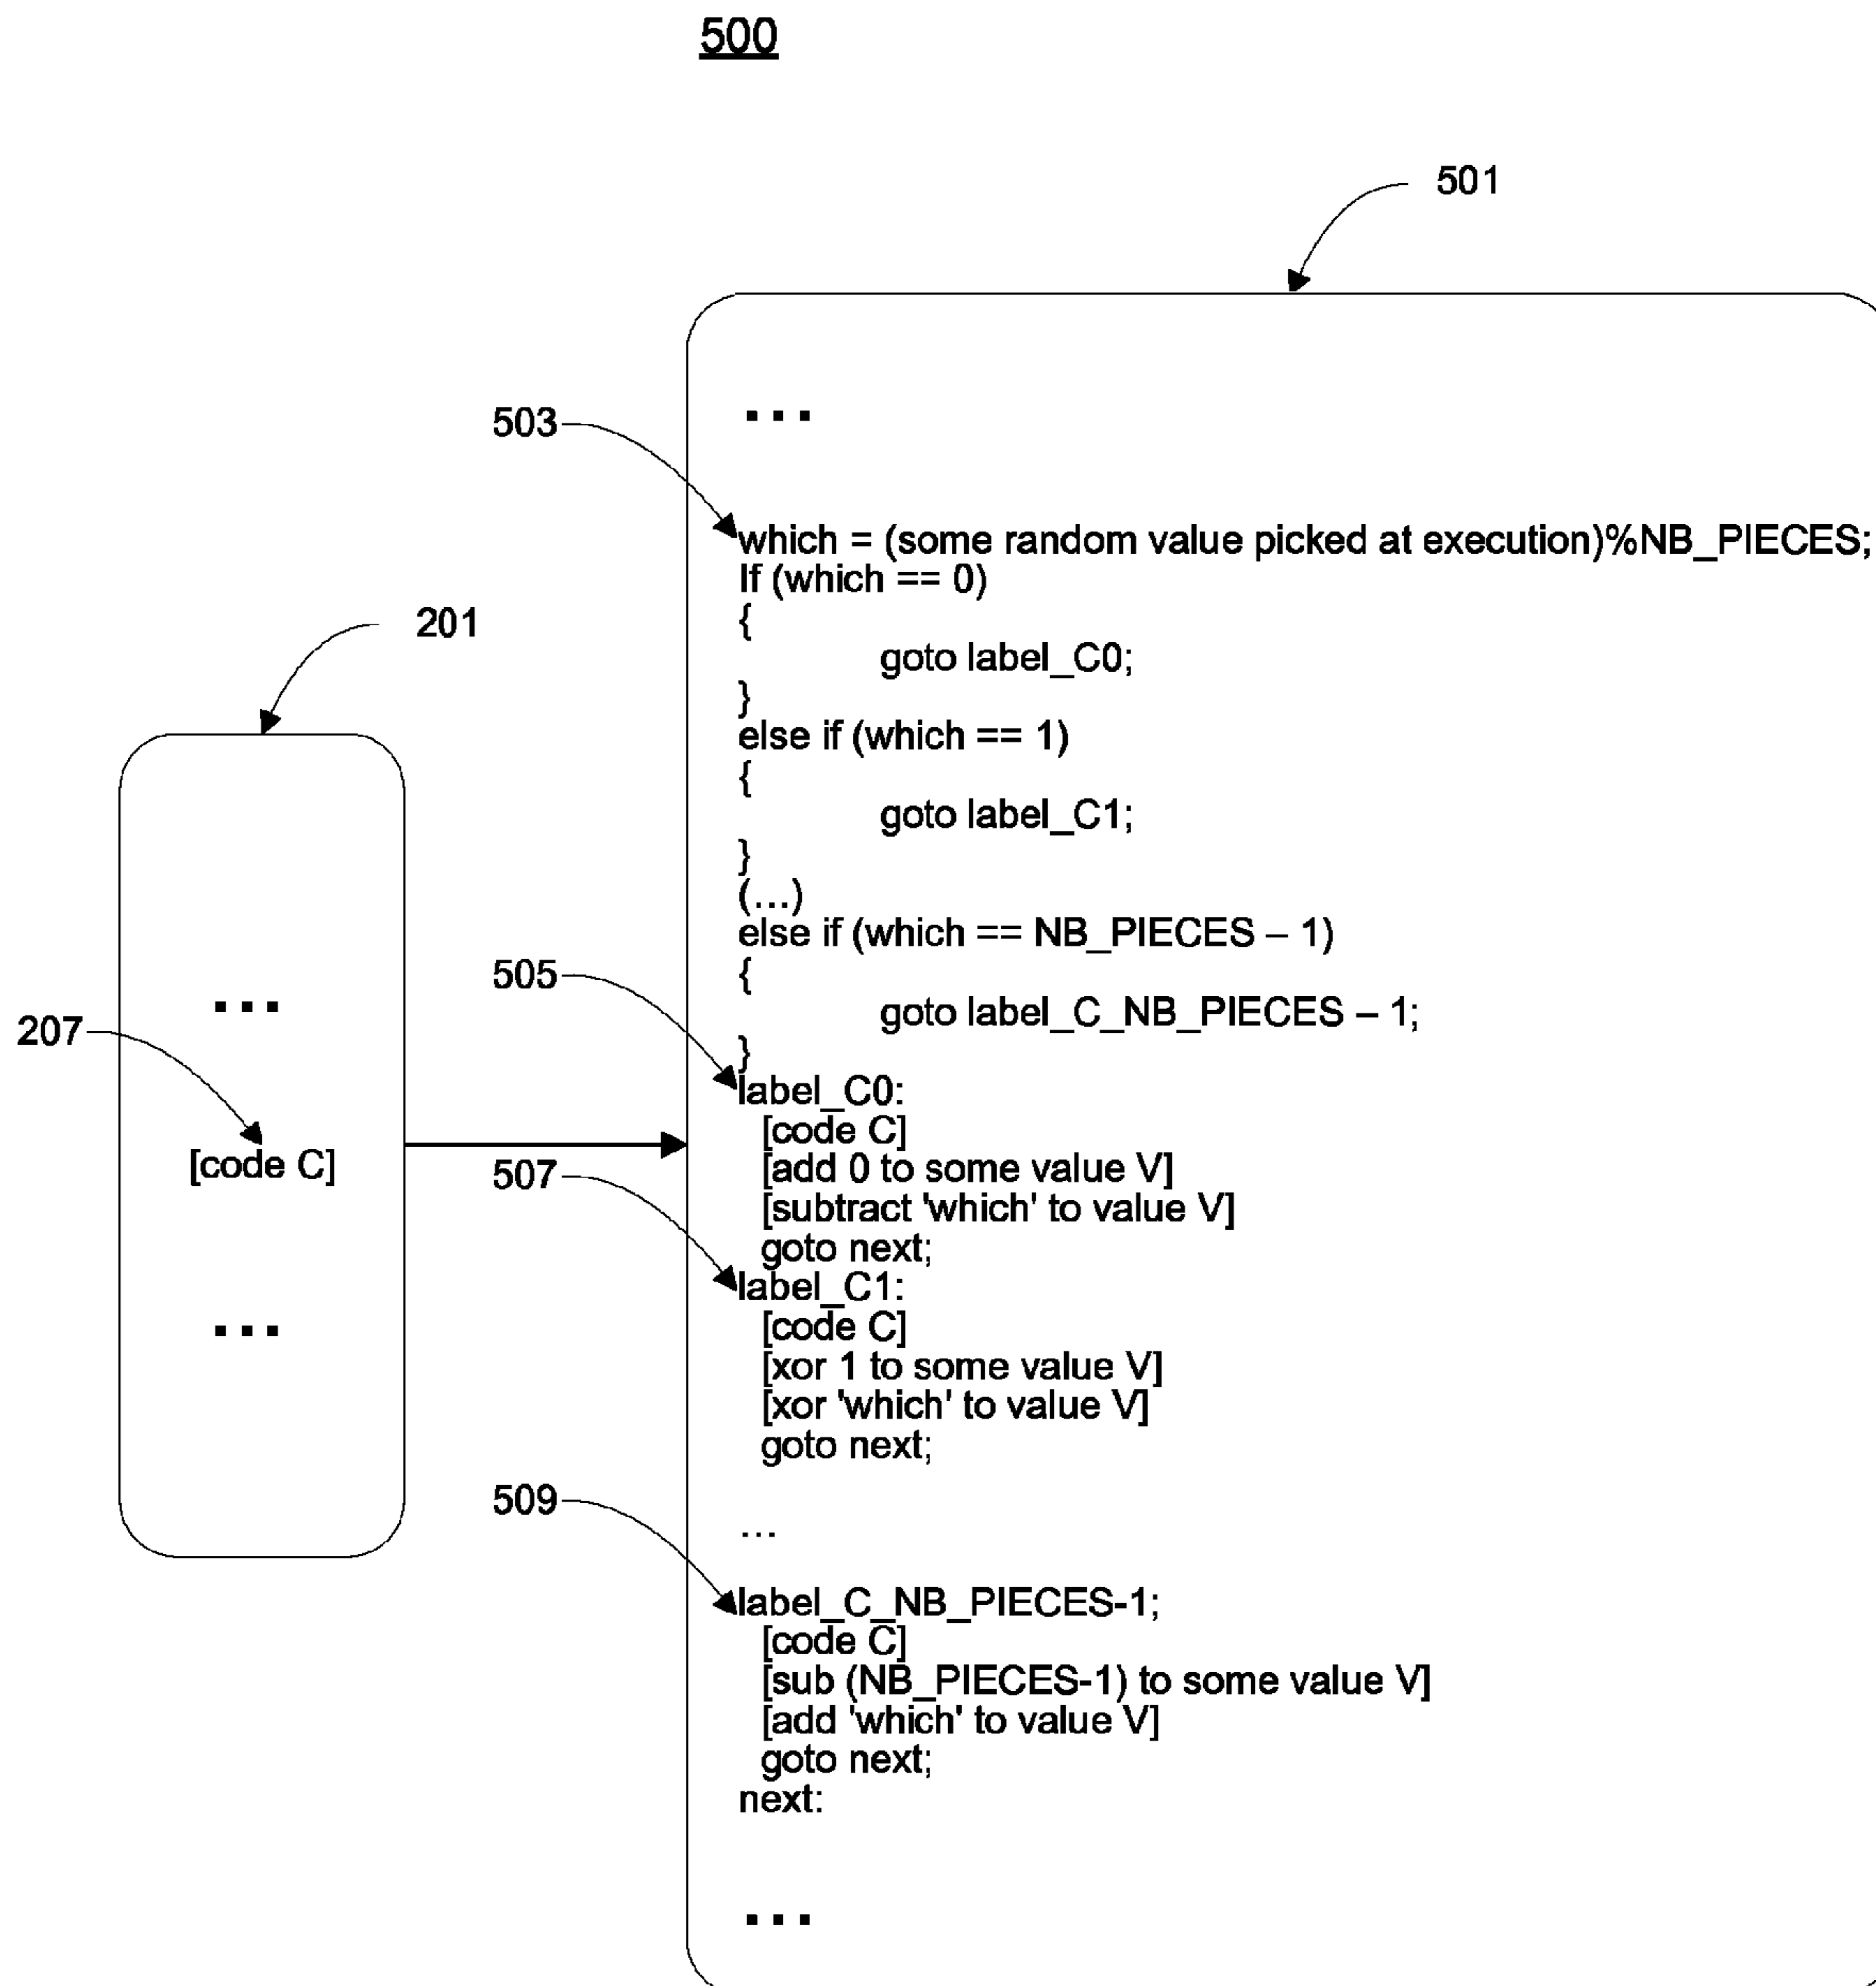 500
501
503
...
which = (some random value picked at execution)%NB_PIECES;
If (which == 0)
{
goto label_C0;
}
else if (which == 1)
{
goto label_C1;
}
(...)
else if (which == NB_PIECES – 1)
{
goto label_C_NB_PIECES – 1;
}
201
...
207
[code C]
...
505
label_C0:
[code C]
[add 0 to some value V]
[subtract 'which' to value V]
goto next;
507
label_C1:
[code C]
[xor 1 to some value V]
[xor 'which' to value V]
goto next;
...
509
label_C_NB_PIECES-1;
[code C]
[sub (NB_PIECES-1) to some value V]
[add 'which' to value V]
goto next;
next:
...